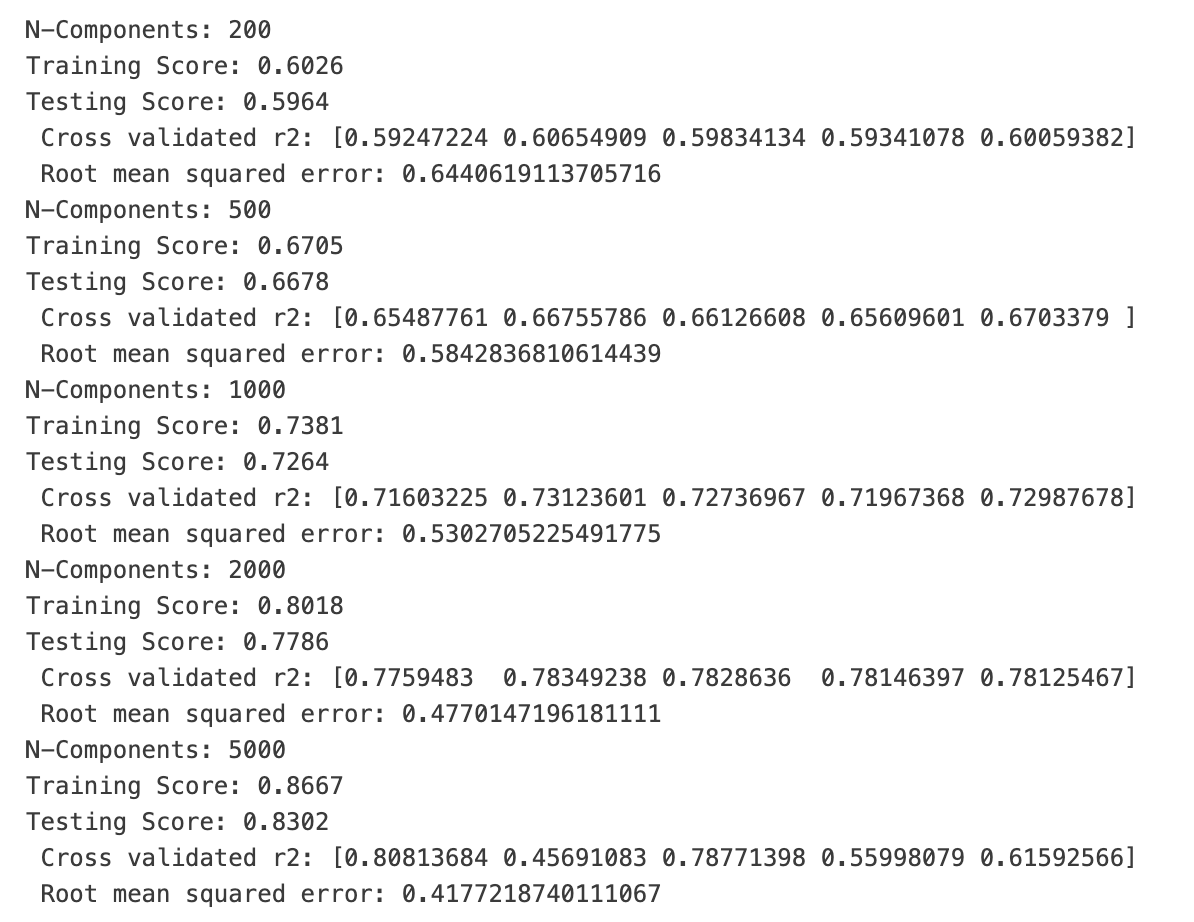 N-Components: 200
Training Score: 0.6026
Testing Score: 0.5964
 Cross validated r2: [0.59247224 0.60654909 0.59834134 0.59341078 0.60059382]
 Root mean squared error: 0.6440619113705716
N-Components: 500
Training Score: 0.6705
Testing Score: 0.6678
 Cross validated r2: [0.65487761 0.66755786 0.66126608 0.65609601 0.6703379 ]
 Root mean squared error: 0.5842836810614439
N-Components: 1000
Training Score: 0.7381
Testing Score: 0.7264
 Cross validated r2: [0.71603225 0.73123601 0.72736967 0.71967368 0.72987678]
 Root mean squared error: 0.5302705225491775
N-Components: 2000
Training Score: 0.8018
Testing Score: 0.7786
 Cross validated r2: [0.7759483  0.78349238 0.7828636  0.78146397 0.78125467]
 Root mean squared error: 0.4770147196181111
N-Components: 5000
Training Score: 0.8667
Testing Score: 0.8302
 Cross validated r2: [0.80813684 0.45691083 0.78771398 0.55998079 0.61592566]
 Root mean squared error: 0.4177218740111067